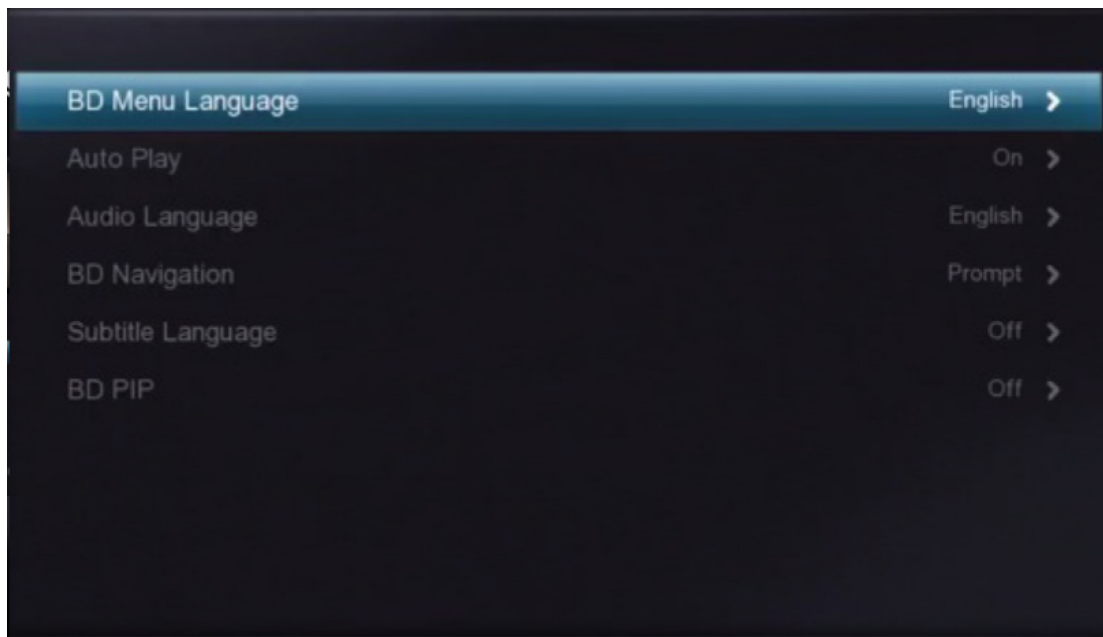 BD Menu Language English
Auto Play On
Audio Language English
BD Navigation Prompt
Subtitle Language Off
BD PIP Off